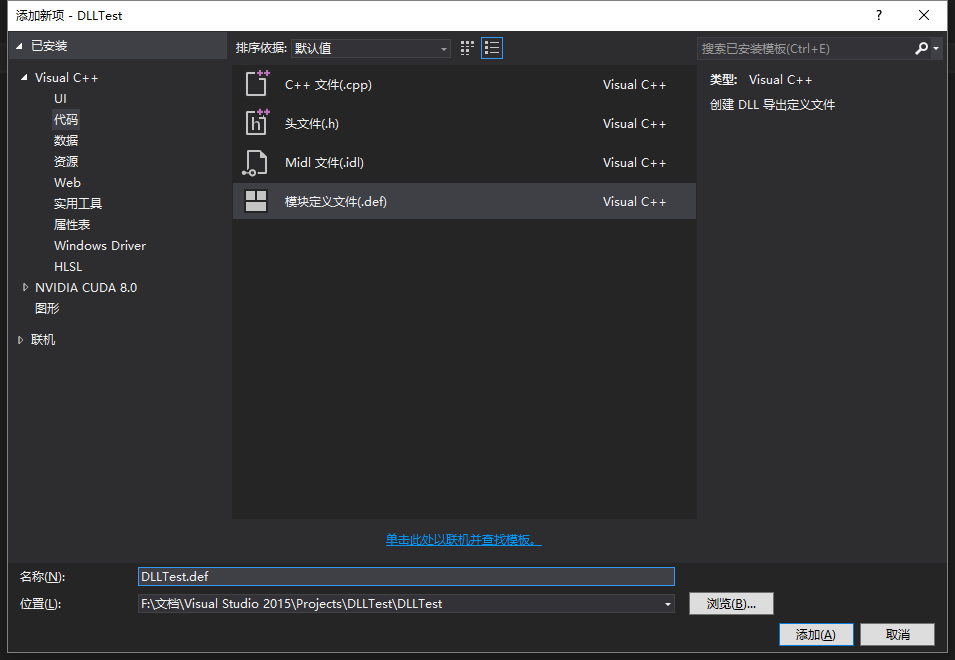 添加新项 - DLLTest ?
已安装
排序依据: 默认值
搜索已安装模板(Ctrl+E)
Visual C++
UI
代码
数据
资源
Web
实用工具
属性表
Windows Driver
HLSL
NVIDIA CUDA 8.0
图形
联机
C++ 文件(.cpp) Visual C++
头文件(.h) Visual C++
Midl 文件(.idl) Visual C++
模块定义文件(.def) Visual C++
类型: Visual C++
创建 DLL 导出定义文件
单击此处以联机并查找模板。
名称(N): DLLTest.def
位置(L): F:\文档\Visual Studio 2015\Projects\DLLTest\DLLTest 浏览(B)...
添加(A) 取消